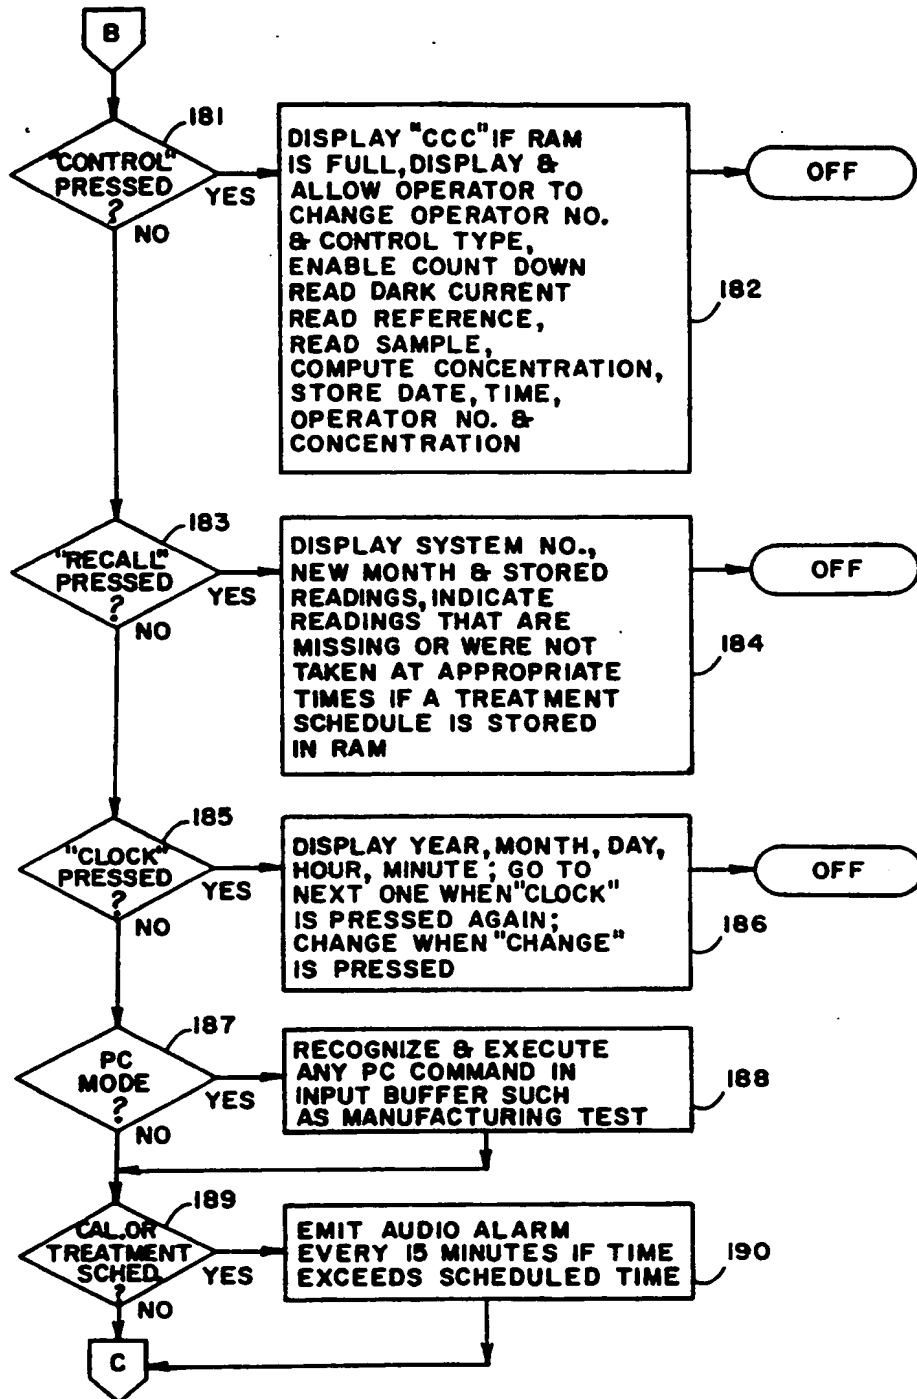 B
181
"CONTROL"
PRESSED
?
YES
NO
DISPLAY "CCC" IF RAM
IS FULL, DISPLAY &
ALLOW OPERATOR TO
CHANGE OPERATOR NO.
& CONTROL TYPE,
ENABLE COUNT DOWN
READ DARK CURRENT
READ REFERENCE,
READ SAMPLE,
COMPUTE CONCENTRATION,
STORE DATE, TIME,
OPERATOR NO. &
CONCENTRATION
182
OFF
183
"RECALL"
PRESSED
?
YES
NO
DISPLAY SYSTEM NO.,
NEW MONTH & STORED
READINGS, INDICATE
READINGS THAT ARE
MISSING OR WERE NOT
TAKEN AT APPROPRIATE
TIMES IF A TREATMENT
SCHEDULE IS STORED
IN RAM
184
OFF
185
"CLOCK"
PRESSED
?
YES
NO
DISPLAY YEAR, MONTH, DAY,
HOUR, MINUTE; GO TO
NEXT ONE WHEN "CLOCK"
IS PRESSED AGAIN;
CHANGE WHEN "CHANGE"
IS PRESSED
186
OFF
187
PC
MODE
?
YES
NO
RECOGNIZE & EXECUTE
ANY PC COMMAND IN
INPUT BUFFER SUCH
AS MANUFACTURING TEST
188
189
CAL. OR
TREATMENT
SCHED.
?
YES
NO
EMIT AUDIO ALARM
EVERY 15 MINUTES IF TIME
EXCEEDS SCHEDULED TIME
190
C